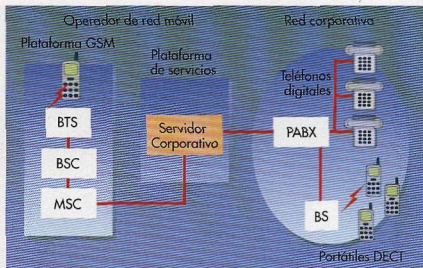 Operador de red móvil
Red corporativa
Plataforma GSM
Plataforma
de servicios
Teléfonos
digitales
BTS
Servidor
Corporativo
PABX
BSC
MSC
BS
Portátiles DECT